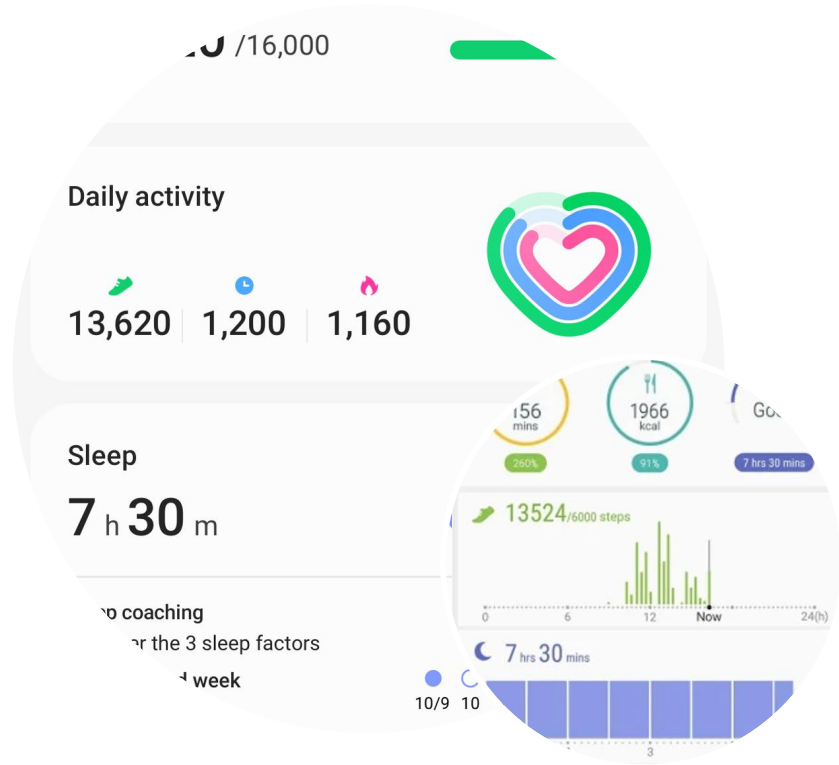 /16,000
Daily activity
13,620 1,200 1,160
Sleep
7 h 30 m
coaching
the 3 sleep factors
week
10/9 10
156
mins
260%
1966
kcal
91%
7 hrs 30 mins
13524/6000 steps
0 6 12 Now 24(h)
7 hrs 30 mins
3